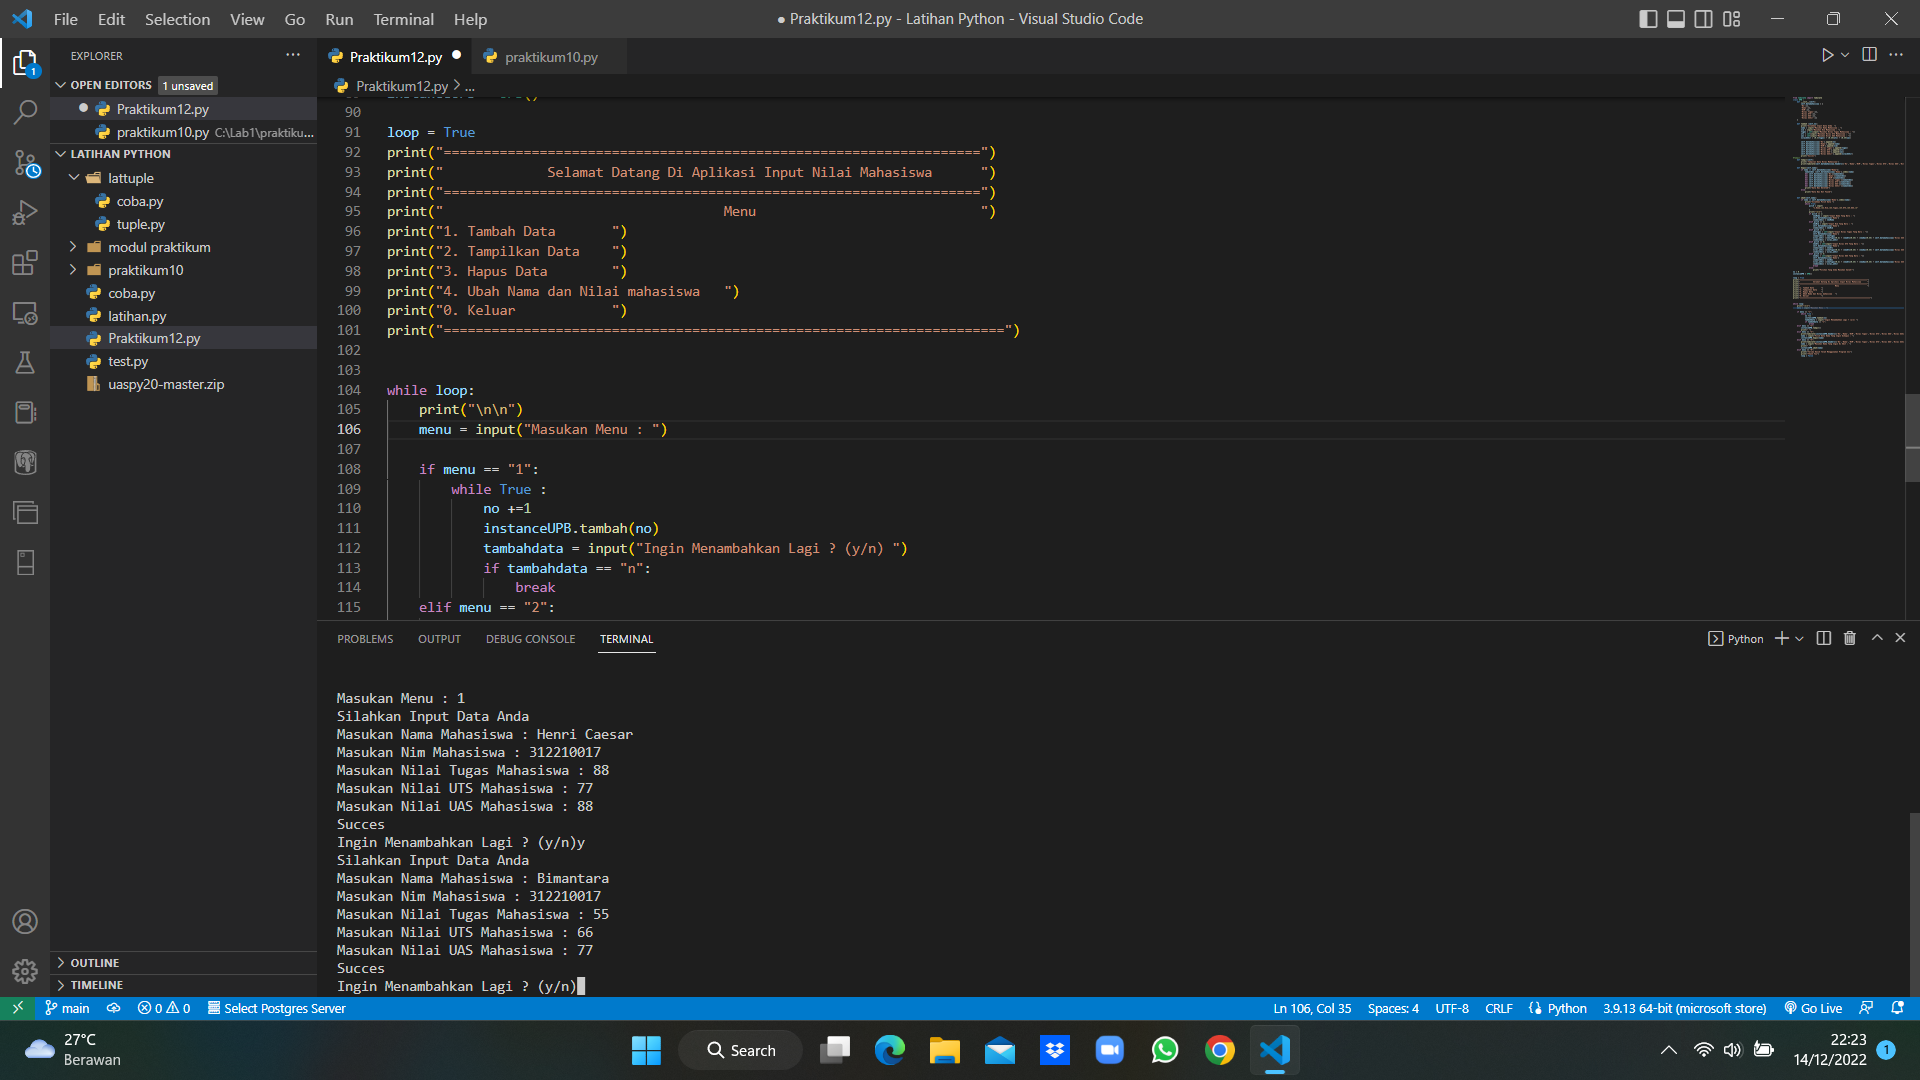 File Edit Selection View Go Run Terminal Help
● Praktikum12.py - Latihan Python - Visual Studio Code
EXPLORER
OPEN EDITORS 1 unsaved
Praktikum12.py
praktikum10.py C:\Lab1\praktiku...
LATIHAN PYTHON
lattuple
coba.py
tuple.py
modul praktikum
praktikum10
coba.py
latihan.py
Praktikum12.py
test.py
uaspy20-master.zip
OUTLINE
TIMELINE
Praktikum12.py ● praktikum10.py
Praktikum12.py > ...
90
91 loop = True
92 print("===================================================================")
93 print("             Selamat Datang Di Aplikasi Input Nilai Mahasiswa      ")
94 print("===================================================================")
95 print("                                   Menu                            ")
96 print("1. Tambah Data       ")
97 print("2. Tampilkan Data    ")
98 print("3. Hapus Data        ")
99 print("4. Ubah Nama dan Nilai mahasiswa   ")
100 print("0. Keluar            ")
101 print("======================================================================")
102
103
104 while loop:
105     print("\n\n")
106     menu = input("Masukan Menu : ")
107
108     if menu == "1":
109         while True :
110             no +=1
111             instanceUPB.tambah(no)
112             tambahdata = input("Ingin Menambahkan Lagi ? (y/n) ")
113             if tambahdata == "n":
114                 break
115     elif menu == "2":
PROBLEMS OUTPUT DEBUG CONSOLE TERMINAL
Python
Masukan Menu : 1
Silahkan Input Data Anda
Masukan Nama Mahasiswa : Henri Caesar
Masukan Nim Mahasiswa : 312210017
Masukan Nilai Tugas Mahasiswa : 88
Masukan Nilai UTS Mahasiswa : 77
Masukan Nilai UAS Mahasiswa : 88
Succes
Ingin Menambahkan Lagi ? (y/n)y
Silahkan Input Data Anda
Masukan Nama Mahasiswa : Bimantara
Masukan Nim Mahasiswa : 312210017
Masukan Nilai Tugas Mahasiswa : 55
Masukan Nilai UTS Mahasiswa : 66
Masukan Nilai UAS Mahasiswa : 77
Succes
Ingin Menambahkan Lagi ? (y/n)
main 0 0 Select Postgres Server Ln 106, Col 35 Spaces: 4 UTF-8 CRLF Python 3.9.13 64-bit (microsoft store) Go Live
27°C
Berawan
Search
22:23
14/12/2022
1